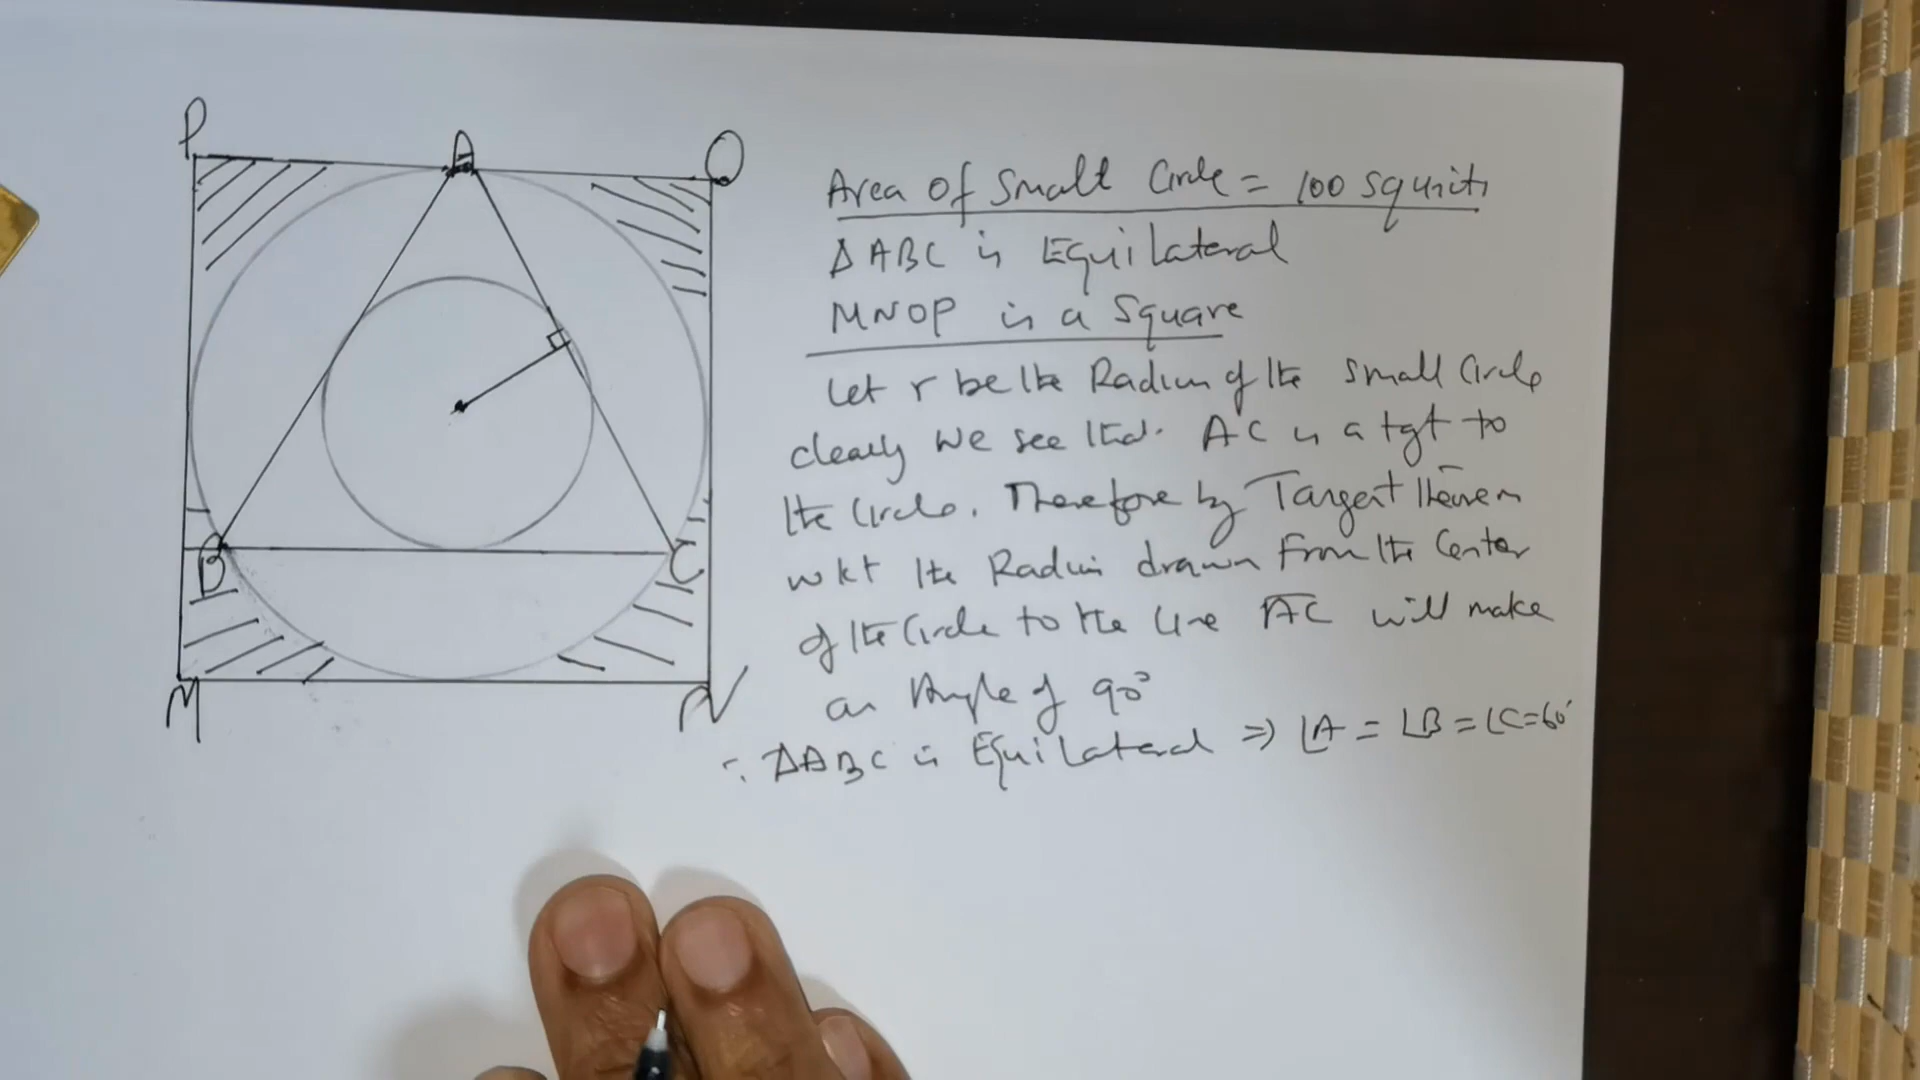 P
A
O
B
C
M
N
Area of Small Circle = 100 squnits
ΔABC is Equilateral
MNOP is a Square
Let r be the Radius of the small Circle
clearly we see that AC is a tgt to
the Circle. Therefore by Tangent theorem
wkt the Radius drawn From the Center
of the Circle to the line AC will make
an Angle of 90°
∴ ΔABC is Equilateral ⇒ ∠A = ∠B = ∠C = 60°